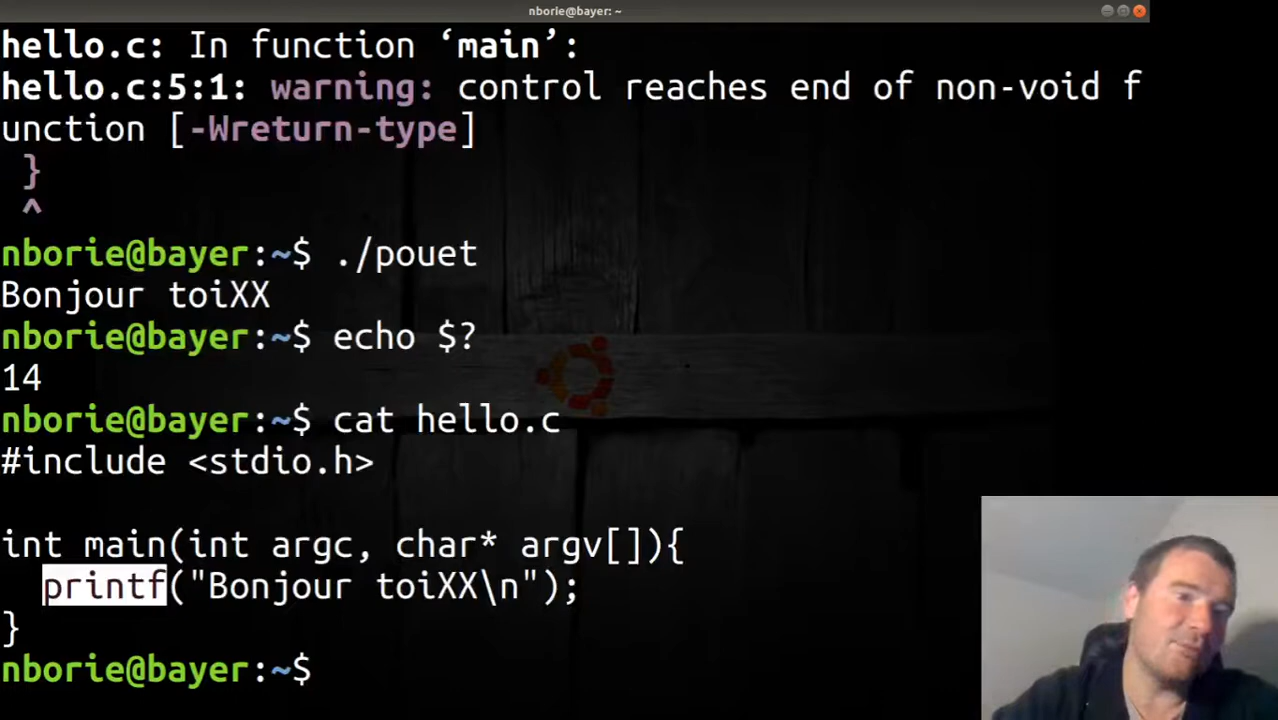 nborie@bayer: ~
hello.c: In function ‘main’:
hello.c:5:1: warning: control reaches end of non-void f
unction [-Wreturn-type]
 }
 ^
nborie@bayer:~$ ./pouet
Bonjour toiXX
nborie@bayer:~$ echo $?
14
nborie@bayer:~$ cat hello.c
#include <stdio.h>
int main(int argc, char* argv[]){
  printf("Bonjour toiXX\n");
}
nborie@bayer:~$